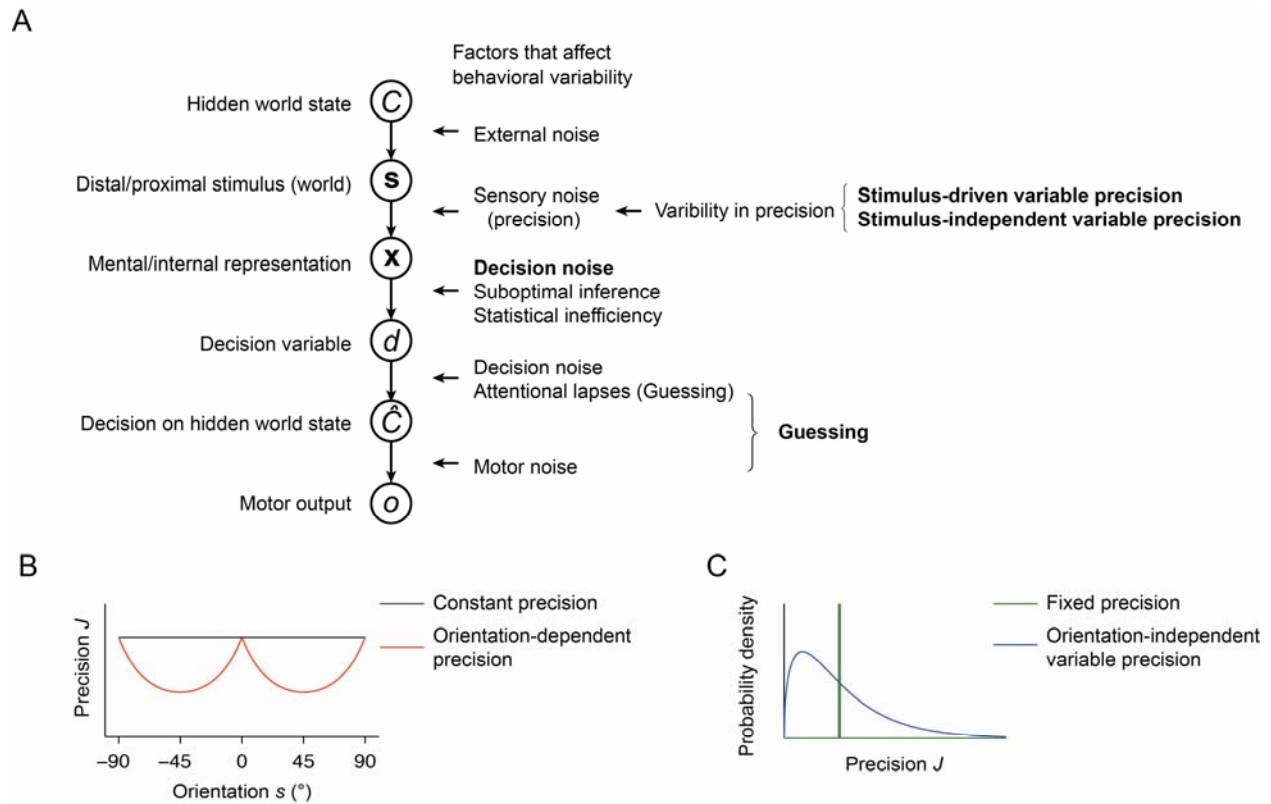 A
Factors that affect
behavioral variability
Hidden world state
C
External noise
Distal/proximal stimulus (world)
s
Sensory noise
(precision)
Varibility in precision
Stimulus-driven variable precision
Stimulus-independent variable precision
Mental/internal representation
x
Decision noise
Suboptimal inference
Statistical inefficiency
Decision variable
d
Decision noise
Attentional lapses (Guessing)
Decision on hidden world state
Ĉ
Guessing
Motor noise
Motor output
o
B
Precision J
Constant precision
Orientation-dependent
precision
−90 −45 0 45 90
Orientation s (°)
C
Probability density
Fixed precision
Orientation-independent
variable precision
Precision J